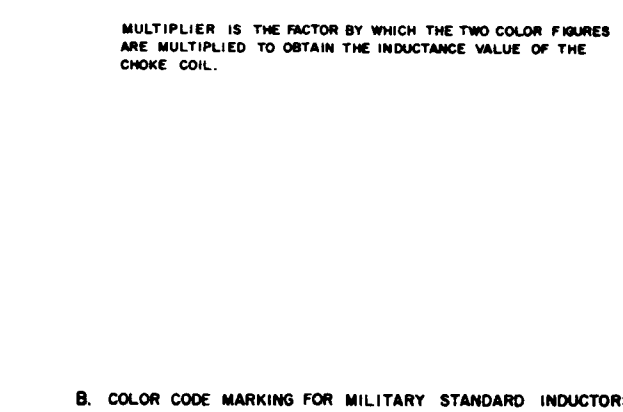 MULTIPLIER IS THE FACTOR BY WHICH THE TWO COLOR FIGURES
ARE MULTIPLIED TO OBTAIN THE INDUCTANCE VALUE OF THE
CHOKE COIL.
B. COLOR CODE MARKING FOR MILITARY STANDARD INDUCTOR